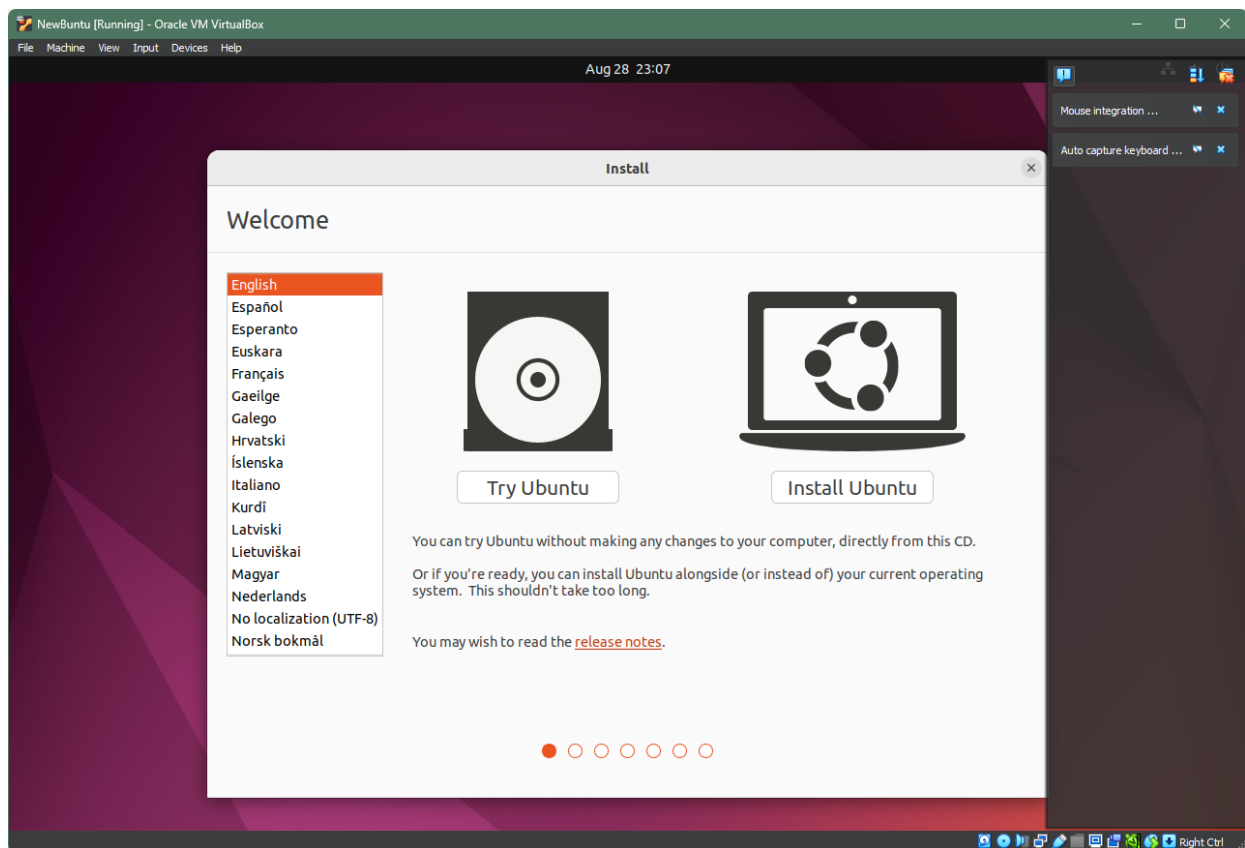 NewBuntu [Running] - Oracle VM VirtualBox
File Machine View Input Devices Help
Aug 28 23:07
Mouse integration ...
Auto capture keyboard ...
Install
Welcome
English
Español
Esperanto
Euskara
Français
Gaeilge
Galego
Hrvatski
Íslenska
Italiano
Kurdî
Latviski
Lietuviškai
Magyar
Nederlands
No localization (UTF-8)
Norsk bokmål
Try Ubuntu
Install Ubuntu
You can try Ubuntu without making any changes to your computer, directly from this CD.
Or if you're ready, you can install Ubuntu alongside (or instead of) your current operating
system. This shouldn't take too long.
You may wish to read the release notes.
Right Ctrl